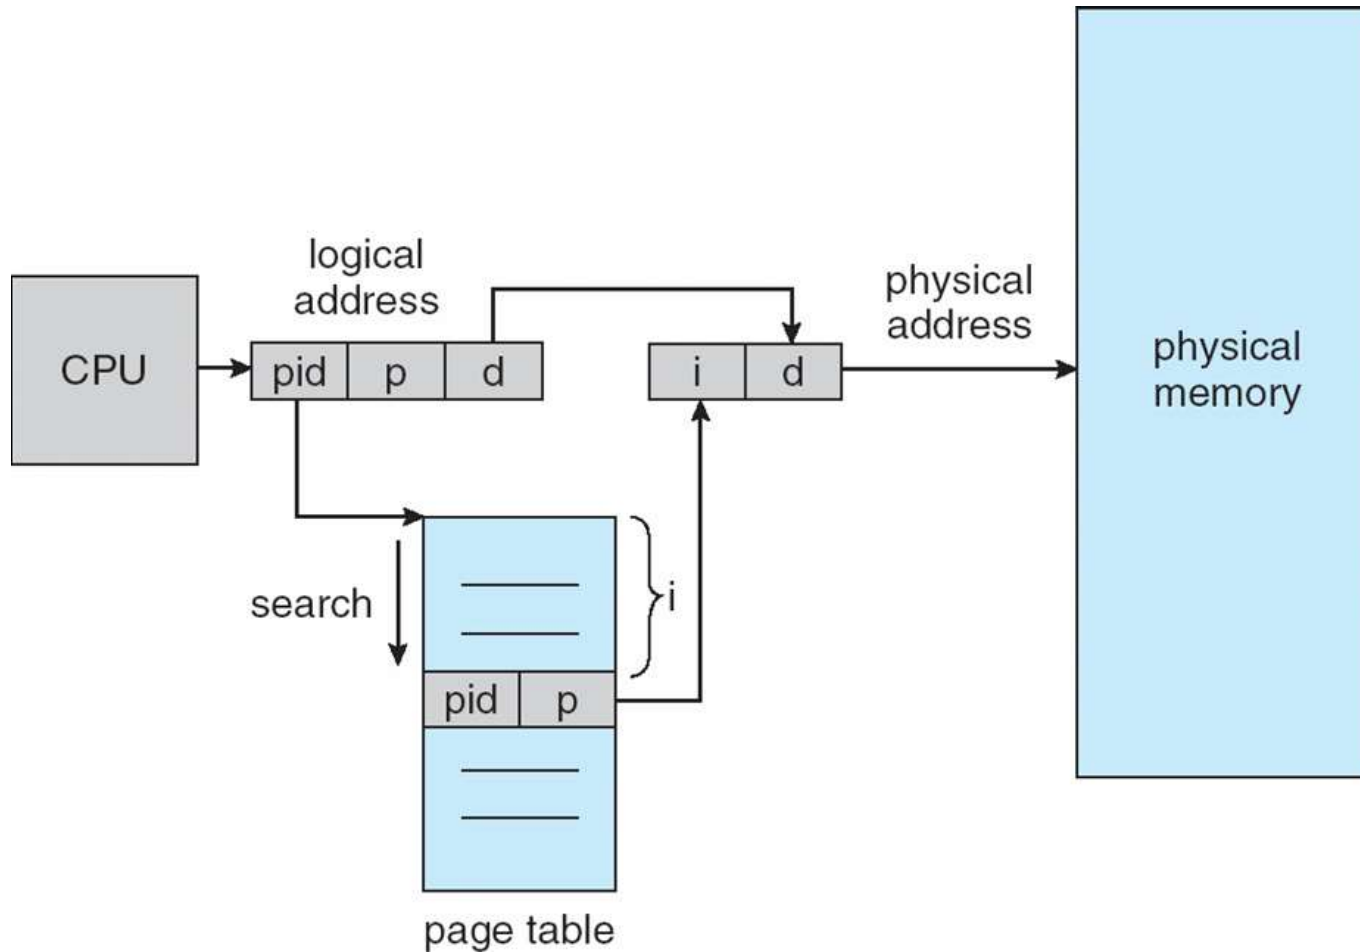 logical
address
physical
address
CPU
pid p d
i d
physical
memory
search
i
pid p
page table